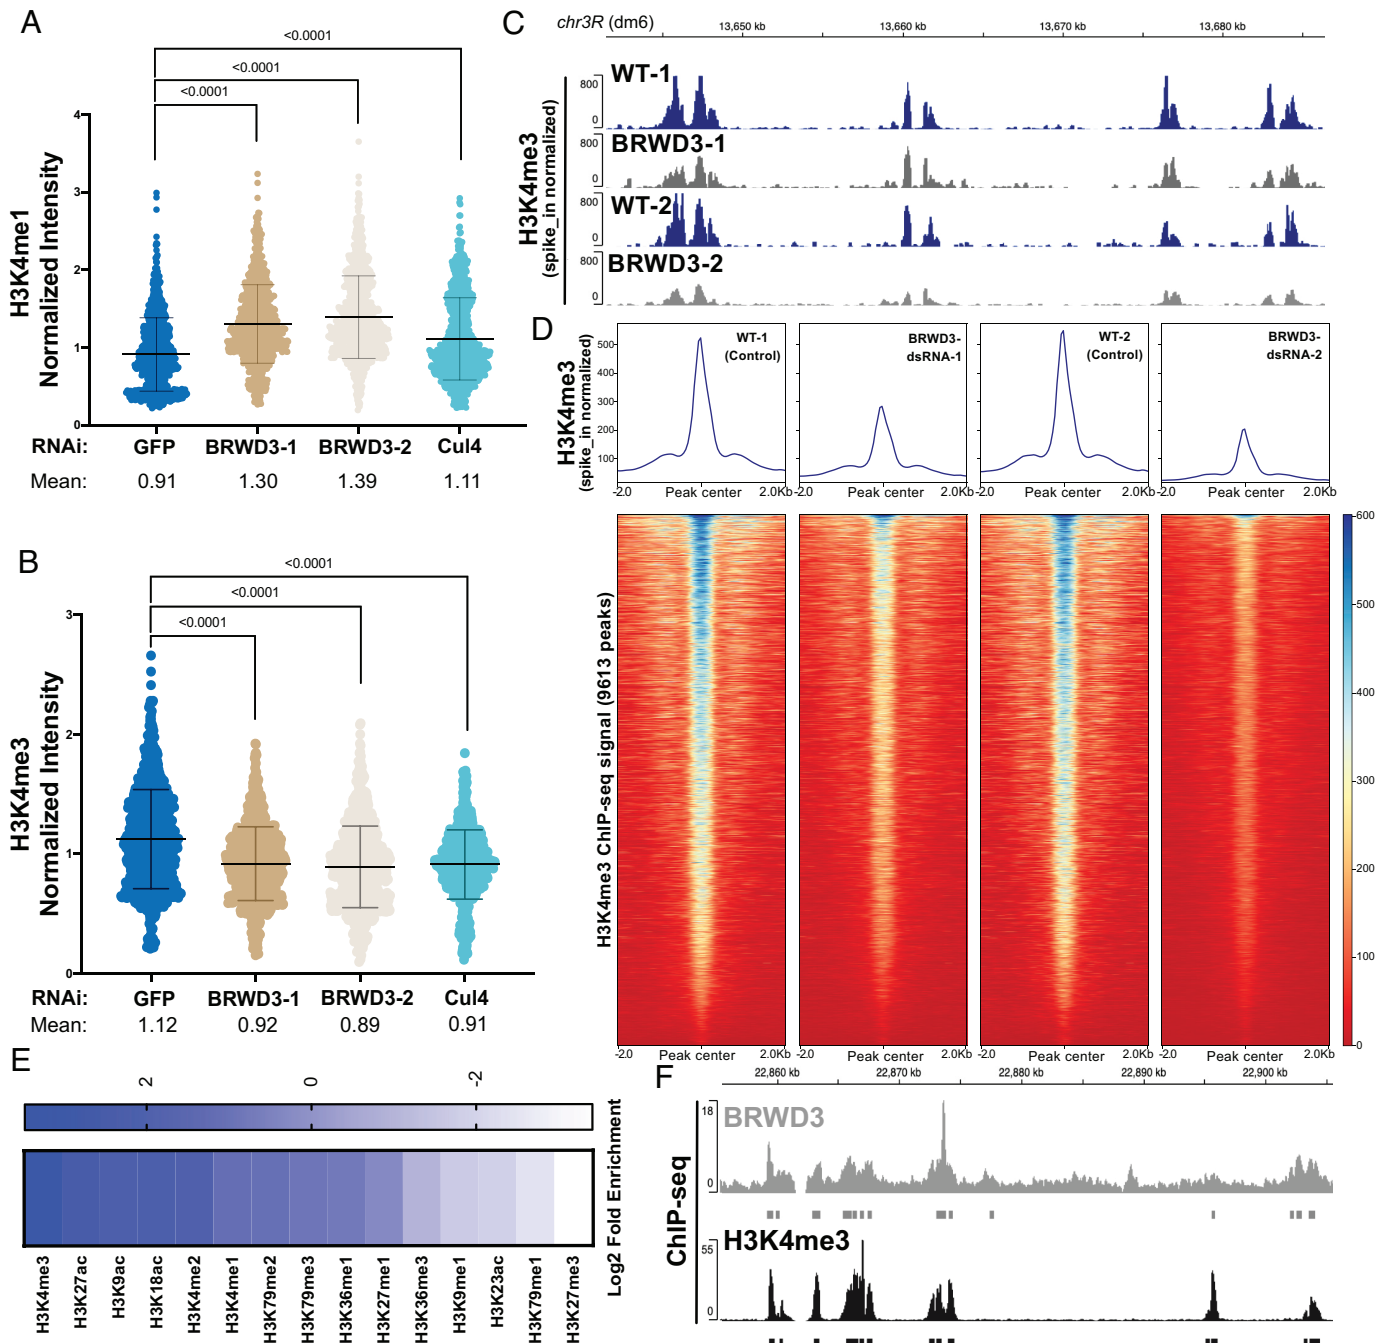 A
<0.0001
<0.0001
<0.0001
H3K4me1
Normalized Intensity
4
3
2
1
0
RNAi: GFP BRWD3-1 BRWD3-2 Cul4
Mean: 0.91 1.30 1.39 1.11
B
<0.0001
<0.0001
<0.0001
H3K4me3
Normalized Intensity
3
2
1
0
RNAi: GFP BRWD3-1 BRWD3-2 Cul4
Mean: 1.12 0.92 0.89 0.91
C
chr3R (dm6)
13,650 kb 13,660 kb 13,670 kb 13,680 kb
H3K4me3
(spike_in normalized)
800
0
WT-1
800
0
BRWD3-1
800
0
WT-2
800
0
BRWD3-2
D
H3K4me3
(spike_in normalized)
500
400
300
200
100
WT-1
(Control)
BRWD3-
dsRNA-1
WT-2
(Control)
BRWD3-
dsRNA-2
-2.0 Peak center 2.0Kb
-2.0 Peak center 2.0Kb
-2.0 Peak center 2.0Kb
-2.0 Peak center 2.0Kb
H3K4me3 ChIP-seq signal (9613 peaks)
600
500
400
300
200
100
0
-2.0 Peak center 2.0Kb
-2.0 Peak center 2.0Kb
-2.0 Peak center 2.0Kb
-2.0 Peak center 2.0Kb
E
2 0 -2
Log2 Fold Enrichment
H3K4me3
H3K27ac
H3K9ac
H3K18ac
H3K4me2
H3K4me1
H3K79me2
H3K79me3
H3K36me1
H3K27me1
H3K36me3
H3K9me1
H3K23ac
H3K79me1
H3K27me3
F
22,860 kb 22,870 kb 22,880 kb 22,890 kb 22,900 kb
ChIP-seq
18
0
BRWD3
55
0
H3K4me3